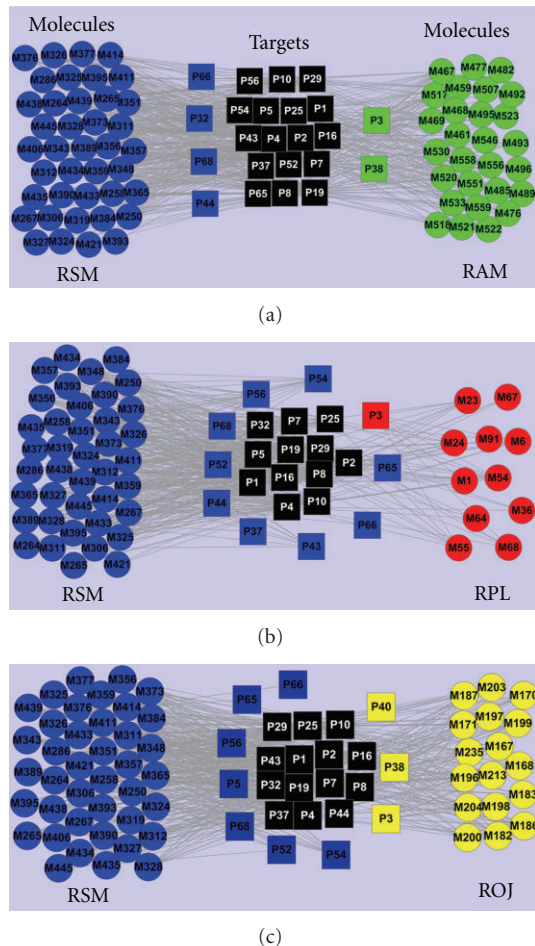 Molecules
Targets
Molecules
M376 M326 M377 M414
M286 M325 M395 M411
M438 M264 M439 M265 M351
M445 M328 M373 M311
M406 M343 M389 M356 M357
M312 M434 M359 M348
M435 M390 M433 M258 M365
M267 M306 M319 M384 M250
M327 M324 M421 M393
P66
P32
P68
P44
P56 P10 P29
P54 P5 P25 P1
P43 P4 P2 P16
P37 P52 P7
P65 P8 P19
P3
P38
M467 M477 M482
M517 M459 M507 M492
M469 M468 M495 M523
M461 M546 M493
M530 M558 M556 M496
M520 M551 M485 M489
M533 M559 M476
M518 M521 M522
RSM
RAM
(a)
M434 M384
M357 M348
M393 M390 M250
M356 M406 M376
M435 M258 M351 M343 M326
M377 M319 M324 M373
M286 M438 M312 M411
M365 M327 M439 M359
M445 M414 M267
M389 M328 M433
M264 M311 M395 M306 M325
M265 M421
P54
P56
P68
P52
P44
P37
P43
P66
P65
P32 P7 P25
P5 P19 P29
P1 P16 P8 P2
P4 P10
P3
M23 M67
M24 M91 M6
M1 M54
M64 M36
M55 M68
RSM
RPL
(b)
M377 M356
M325 M359 M373
M439 M376 M414
M326 M411 M384
M343 M433 M311
M286 M351 M348
M389 M421 M357
M264 M258 M365
M306 M250
M395 M438 M393 M324
M267 M319
M265 M406 M390 M312
M434 M327
M445 M435 M328
P66
P65
P56
P5
P68
P52
P54
P29 P25 P10
P43 P1 P2 P16
P32 P19 P7 P8
P37 P4 P44
P40
P38
P3
M187 M203 M170
M171 M197 M199
M235 M167
M196 M213 M168
M204 M198 M183
M200 M182 M186
RSM
ROJ
(c)